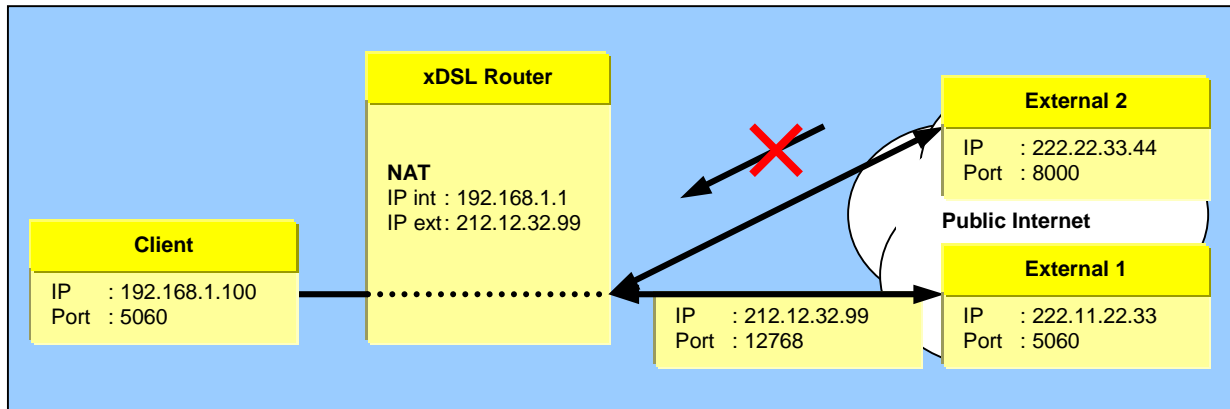 xDSL Router
NAT
IP int : 192.168.1.1
IP ext : 212.12.32.99
Client
IP : 192.168.1.100
Port : 5060
External 2
IP : 222.22.33.44
Port : 8000
Public Internet
External 1
IP : 222.11.22.33
Port : 5060
IP : 212.12.32.99
Port : 12768